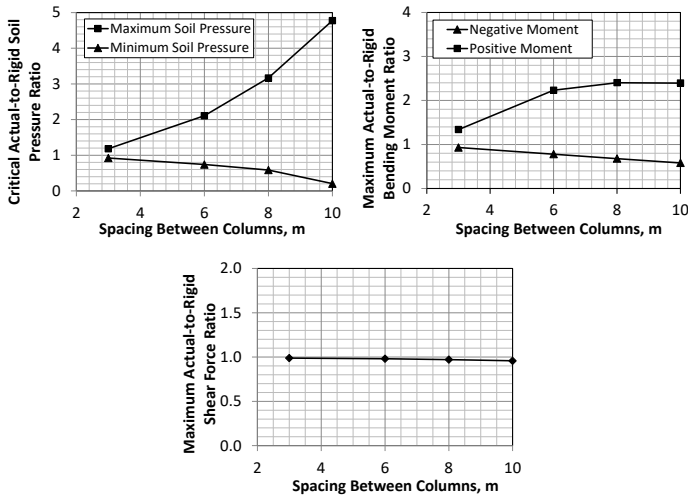 Critical Actual-to-Rigid Soil
Pressure Ratio
5
4
3
2
1
0
Maximum Soil Pressure
Minimum Soil Pressure
2 4 6 8 10
Spacing Between Columns, m
Maximum Actual-to-Rigid
Bending Moment Ratio
4
3
2
1
0
Negative Moment
Positive Moment
2 4 6 8 10
Spacing Between Columns, m
Maximum Actual-to-Rigid
Shear Force Ratio
2.0
1.5
1.0
0.5
0.0
2 4 6 8 10
Spacing Between Columns, m